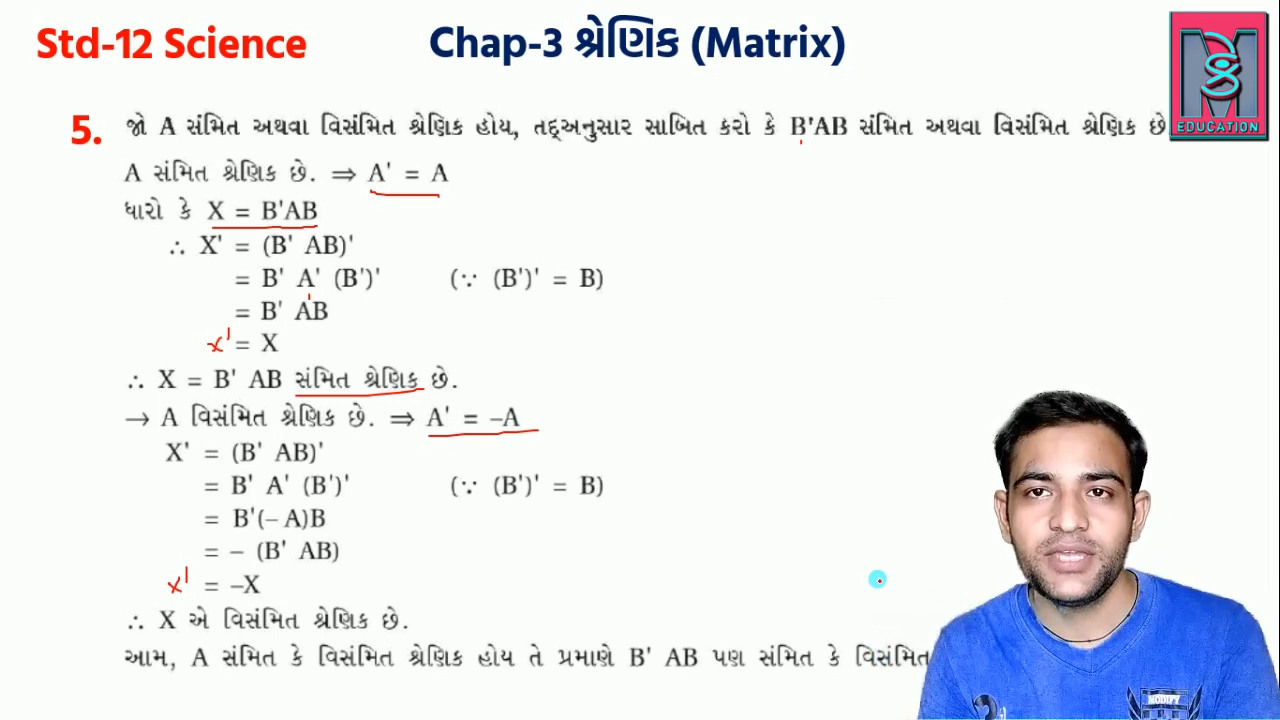 Std-12 Science
Chap-3 શ્રેણિક (Matrix)
EDUCATION
5. જો A સંમિત અથવા વિસંમિત શ્રેણિક હોય, તદ્અનુસાર સાબિત કરો કે B'AB સંમિત અથવા વિસંમિત શ્રેણિક છે
A સંમિત શ્રેણિક છે. ⇒ A' = A
ધારો કે X = B'AB
∴ X' = (B' AB)'
= B' A' (B')' (∵ (B')' = B)
= B' AB
x' = X
∴ X = B' AB સંમિત શ્રેણિક છે.
→ A વિસંમિત શ્રેણિક છે. ⇒ A' = –A
X' = (B' AB)'
= B' A' (B')' (∵ (B')' = B)
= B'(– A)B
= – (B' AB)
x' = –X
∴ X એ વિસંમિત શ્રેણિક છે.
આમ, A સંમિત કે વિસંમિત શ્રેણિક હોય તે પ્રમાણે B' AB પણ સંમિત કે વિસંમિત
MODIFY